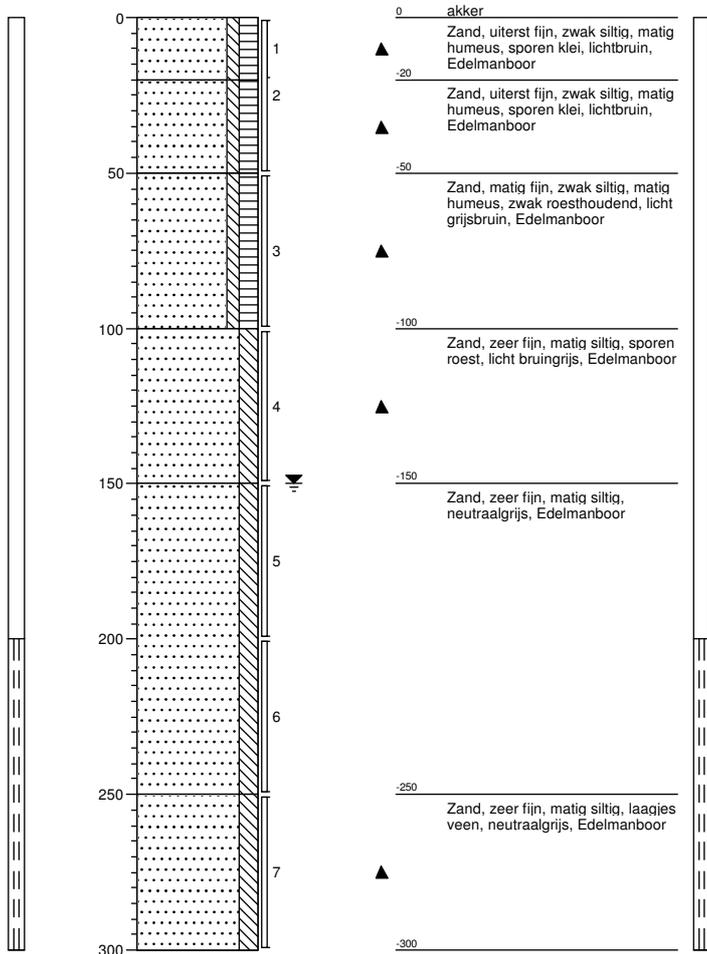 0
50
100
150
200
250
300
1
2
3
4
5
6
7
0
akker
Zand, uiterst fijn, zwak siltig, matig
humeus, sporen klei, lichtbruin,
Edelmanboor
-20
Zand, uiterst fijn, zwak siltig, matig
humeus, sporen klei, lichtbruin,
Edelmanboor
-50
Zand, matig fijn, zwak siltig, matig
humeus, zwak roesthoudend, licht
grijsbruin, Edelmanboor
-100
Zand, zeer fijn, matig siltig, sporen
roest, licht bruingrijs, Edelmanboor
-150
Zand, zeer fijn, matig siltig,
neutraalgrijs, Edelmanboor
-250
Zand, zeer fijn, matig siltig, laagjes
veen, neutraalgrijs, Edelmanboor
-300